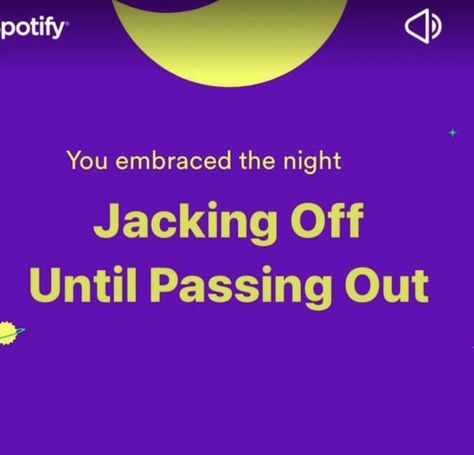 potify
You embraced the night
Jacking Off
Until Passing Out